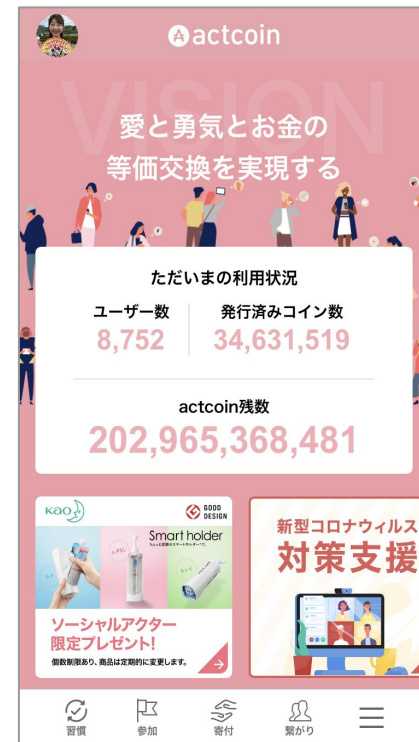 actcoin
VISION
愛と勇気とお金の
等価交換を実現する
ただいまの利用状況
ユーザー数
発行済みコイン数
8,752
34,631,519
actcoin残数
202,965,368,481
kao
GOOD
DESIGN
Smart holder
ソーシャルアクター
限定プレゼント!
個数制限あり、商品は定期的に変更します。
新型コロナウィルス
対策支援
習慣
参加
寄付
繋がり